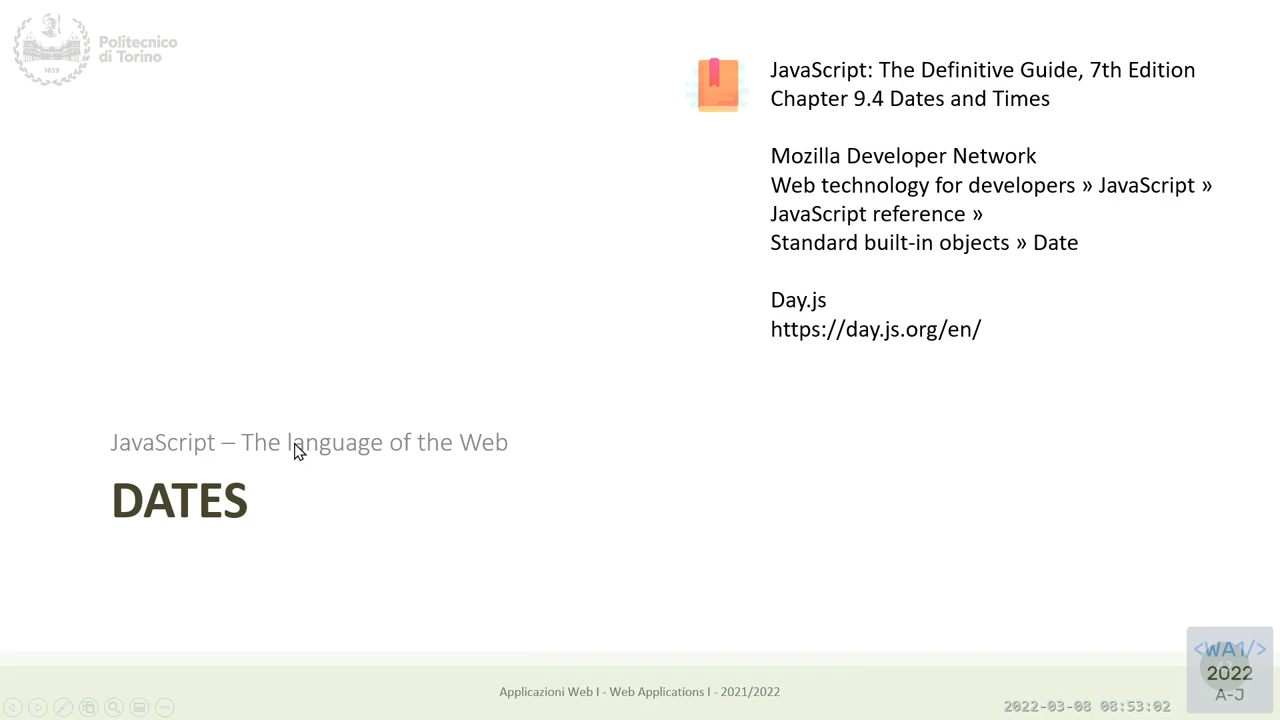 Politecnico
di Torino
1859
JavaScript: The Definitive Guide, 7th Edition
Chapter 9.4 Dates and Times
Mozilla Developer Network
Web technology for developers » JavaScript »
JavaScript reference »
Standard built-in objects » Date
Day.js
https://day.js.org/en/
JavaScript – The language of the Web
DATES
Applicazioni Web I - Web Applications I - 2021/2022
2022-03-08 08:53:02
<WA1/>
2022
A-J